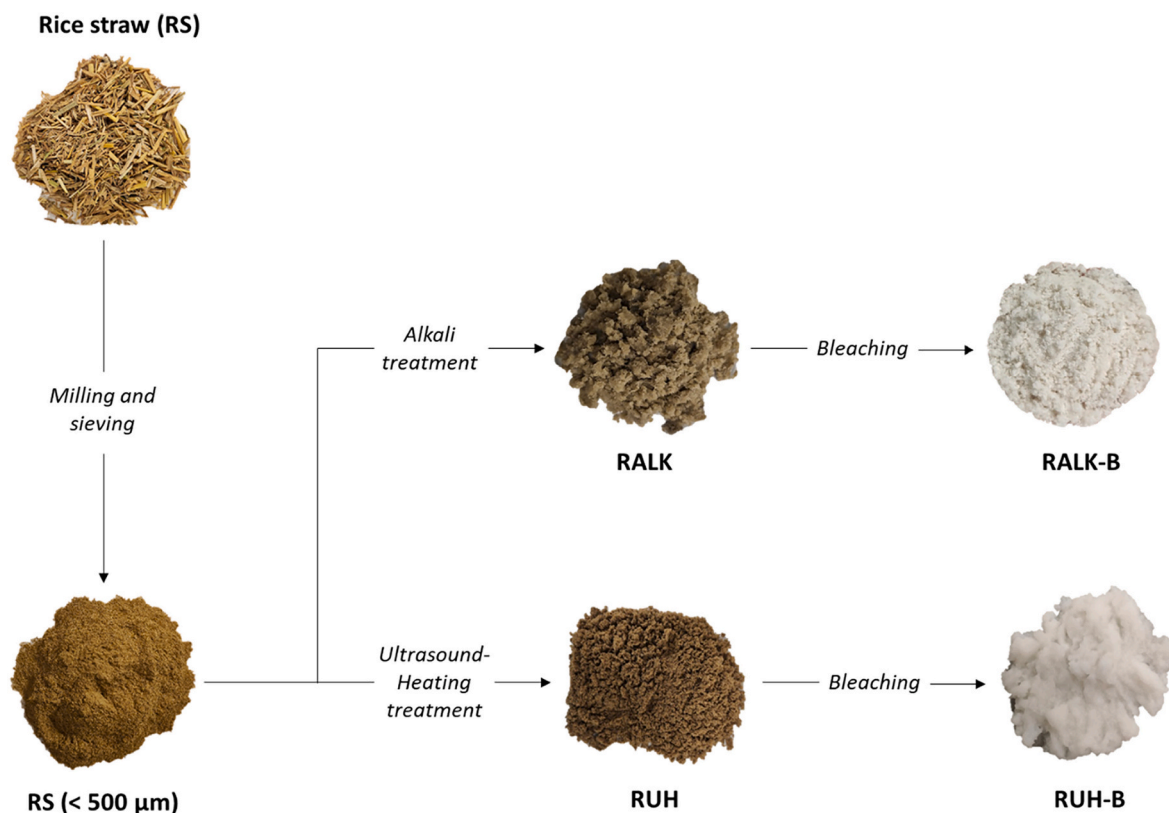 Rice straw (RS)
Milling and
sieving
RS (< 500 µm)
Alkali
treatment
RALK
Bleaching
RALK-B
Ultrasound-
Heating
treatment
RUH
Bleaching
RUH-B